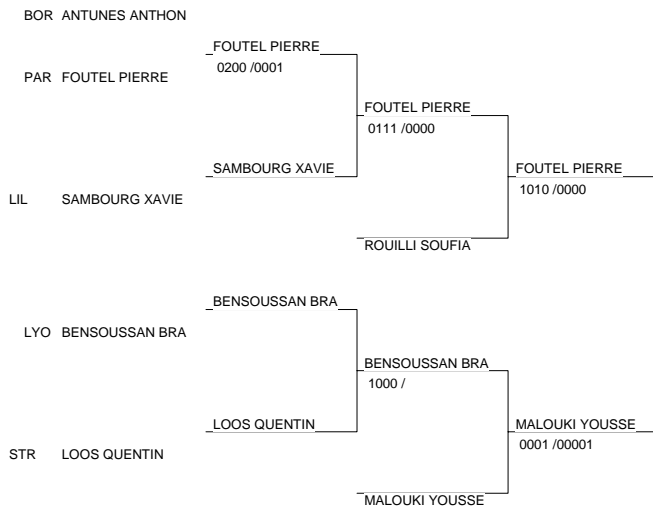 BOR ANTUNES ANTHON
FOUTEL PIERRE
0200 /0001
PAR FOUTEL PIERRE
FOUTEL PIERRE
0111 /0000
SAMBOURG XAVIE
FOUTEL PIERRE
1010 /0000
LIL SAMBOURG XAVIE
ROUILLI SOUFIA
BENSOUSSAN BRA
LYO BENSOUSSAN BRA
BENSOUSSAN BRA
1000 /
LOOS QUENTIN
MALOUKI YOUSSE
0001 /00001
STR LOOS QUENTIN
MALOUKI YOUSSE